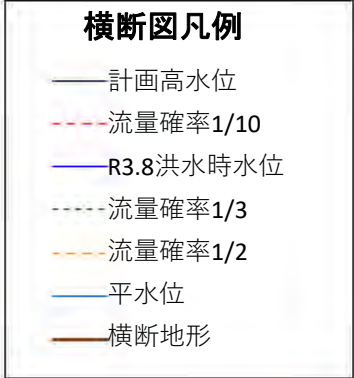 横断図凡例
計画高水位
流量確率1/10
R3.8洪水時水位
流量確率1/3
流量確率1/2
平水位
横断地形